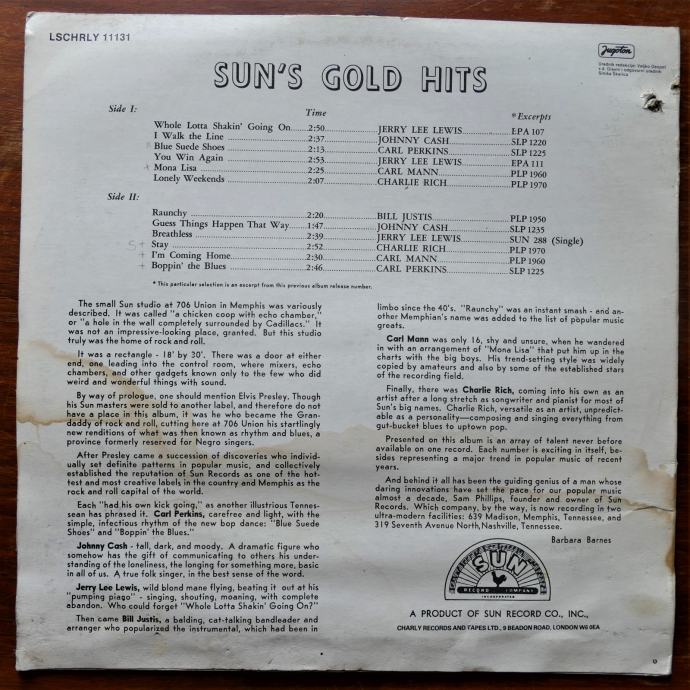 LSCHRLY 11131
Jugoton
SUN'S GOLD HITS
Side I:
Time
*Excerpts
Whole Lotta Shakin' Going On 2:50 JERRY LEE LEWIS EPA 107
I Walk the Line 2:37 JOHNNY CASH SLP 1220
Blue Suede Shoes 2:13 CARL PERKINS SLP 1225
You Win Again 2:53 JERRY LEE LEWIS EPA 111
Mona Lisa 2:25 CARL MANN PLP 1960
Lonely Weekends 2:07 CHARLIE RICH PLP 1970
Side II:
Raunchy 2:20 BILL JUSTIS PLP 1950
Guess Things Happen That Way 1:47 JOHNNY CASH SLP 1235
Breathless 2:39 JERRY LEE LEWIS SUN 288 (Single)
Stay 2:52 CHARLIE RICH PLP 1970
I'm Coming Home 2:30 CARL MANN PLP 1960
Boppin' the Blues 2:46 CARL PERKINS SLP 1225
* This particular selection is an excerpt from this previous album release number.
The small Sun studio at 706 Union in Memphis was variously
described. It was called "a chicken coop with echo chamber,"
or "a hole in the wall completely surrounded by Cadillacs." It
was not an impressive-looking place, granted. But this studio
truly was the home of rock and roll.
It was a rectangle - 18' by 30'. There was a door at either
end, one leading into the control room, where mixers, echo
chambers, and other gadgets known only to the few who did
weird and wonderful things with sound.
By way of prologue, one should mention Elvis Presley. Though
his Sun masters were sold to another label, and therefore do not
have a place in this album, it was he who became the Gran-
daddy of rock and roll, cutting here at 706 Union his startlingly
new renditions of what was then known as rhythm and blues, a
province formerly reserved for Negro singers.
After Presley came a succession of discoveries who individ-
ually set definite patterns in popular music, and collectively
established the reputation of Sun Records as one of the hot-
test and most creative labels in the country and Memphis as the
rock and roll capital of the world.
Each "had his own kick going," as another illustrious Tennes-
sean has phrased it. Carl Perkins, carefree and light, with the
simple, infectious rhythm of the new bop dance: "Blue Suede
Shoes" and "Boppin' the Blues."
Johnny Cash - tall, dark, and moody. A dramatic figure who
somehow has the gift of communicating to others his under-
standing of the loneliness, the longing for something more, basic
in all of us. A true folk singer, in the best sense of the word.
Jerry Lee Lewis, wild blond mane flying, beating it out at his
"pumping piano" - singing, shouting, moaning, with complete
abandon. Who could forget "Whole Lotta Shakin' Going On?"
Then came Bill Justis, a balding, cat-talking bandleader and
arranger who popularized the instrumental, which had been in
limbo since the 40's. "Raunchy" was an instant smash - and an-
other Memphian's name was added to the list of popular music
greats.
Carl Mann was only 16, shy and unsure, when he wandered
in with an arrangement of "Mona Lisa" that put him up in the
charts with the big boys. His trend-setting style was widely
copied by amateurs and also by some of the established stars
of the recording field.
Finally, there was Charlie Rich, coming into his own as an
artist after a long stretch as songwriter and pianist for most of
Sun's big names. Charlie Rich, versatile as an artist, unpredict-
able as a personality—composing and singing everything from
gut-bucket blues to uptown pop.
Presented on this album is an array of talent never before
available on one record. Each number is exciting in itself, be-
sides representing a major trend in popular music of recent
years.
And behind it all has been the guiding genius of a man whose
daring innovations have set the pace for our popular music
almost a decade, Sam Phillips, founder and owner of Sun
Records. Which company, by the way, is now recording in two
ultra-modern facilities: 639 Madison, Memphis, Tennessee, and
319 Seventh Avenue North, Nashville, Tennessee.
Barbara Barnes
SUN
RECORD COMPANY
A PRODUCT OF SUN RECORD CO., INC.,
CHARLY RECORDS AND TAPES LTD., 9 BEADON ROAD, LONDON W6 0EA